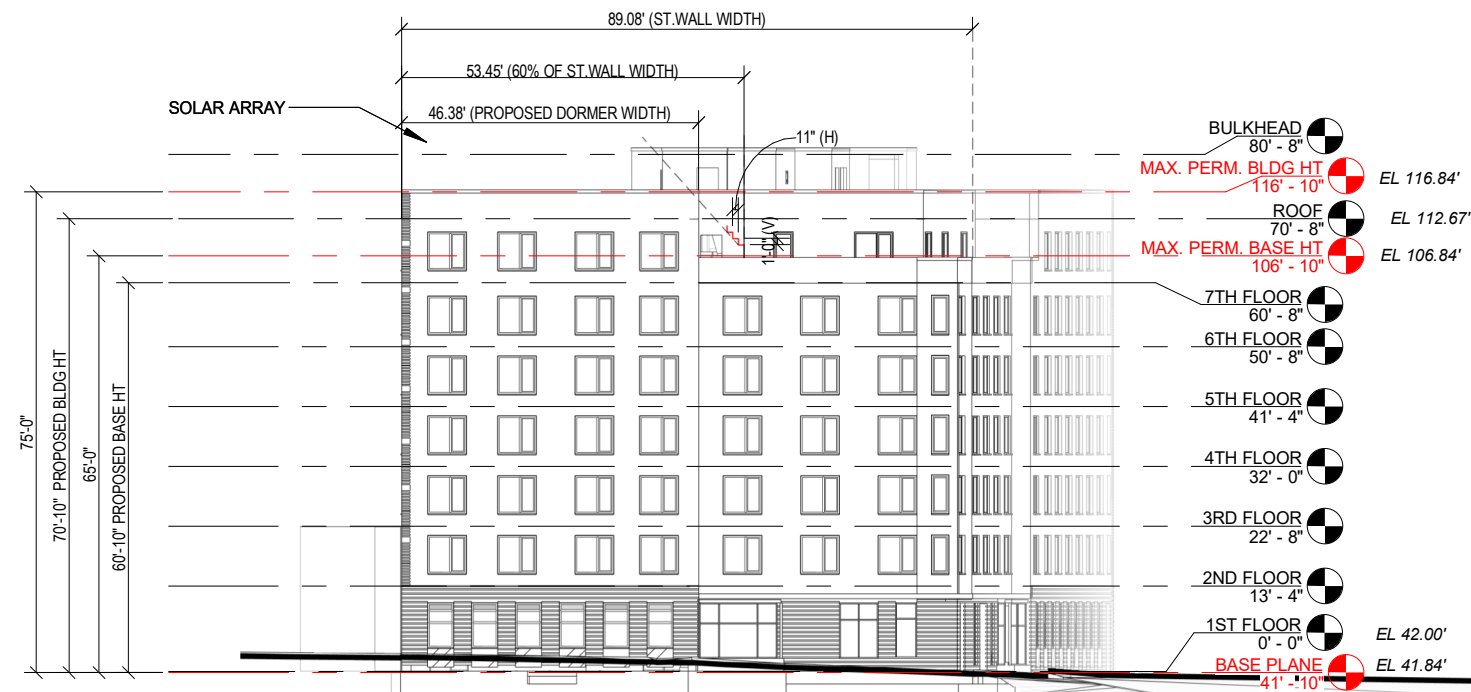 89.08' (ST.WALL WIDTH)
53.45' (60% OF ST.WALL WIDTH)
SOLAR ARRAY
46.38' (PROPOSED DORMER WIDTH)
11" (H)
1'-0" (V)
BULKHEAD
80' - 8"
MAX. PERM. BLDG HT
116' - 10"
EL 116.84'
ROOF
70' - 8"
EL 112.67'
MAX. PERM. BASE HT
106' - 10"
EL 106.84'
7TH FLOOR
60' - 8"
6TH FLOOR
50' - 8"
5TH FLOOR
41' - 4"
4TH FLOOR
32' - 0"
3RD FLOOR
22' - 8"
2ND FLOOR
13' - 4"
1ST FLOOR
0' - 0"
EL 42.00'
BASE PLANE
41' - 10"
EL 41.84'
75'-0"
70'-10" PROPOSED BLDG HT
65'-0"
60'-10" PROPOSED BASE HT